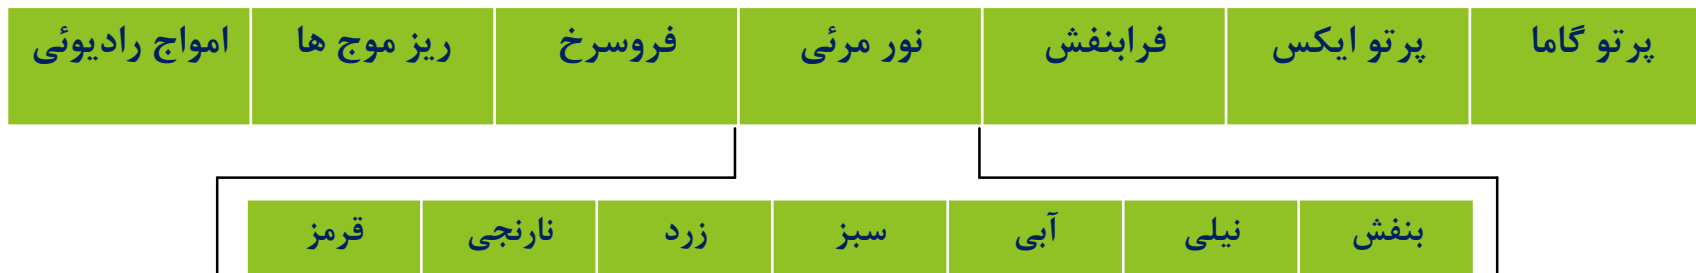 پرتو گاما پرتو ایکس فرابنفش نور مرئی فروسرخ ریز موج ها امواج رادیوئی
بنفش نیلی آبی سبز زرد نارنجی قرمز